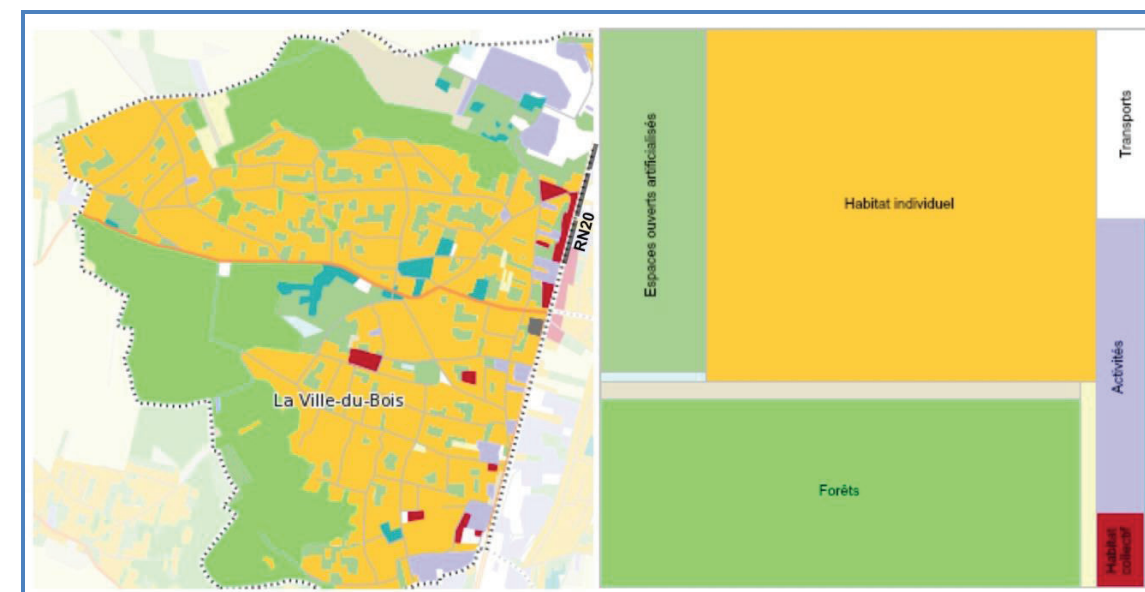 RN20
La Ville-du-Bois
Espaces ouverts artificialisés
Habitat individuel
Transports
Activités
Forêts
Habitat
collectif